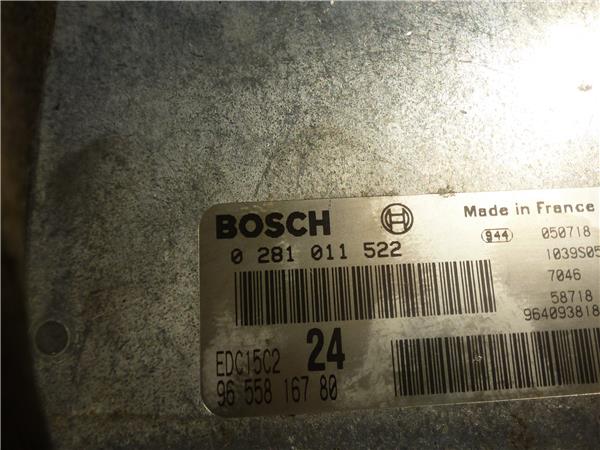 BOSCH
Made in France
0 281 011 522
944 050718
1039S05
7046
58718
964093818
EDC15C2 24
96 558 167 80